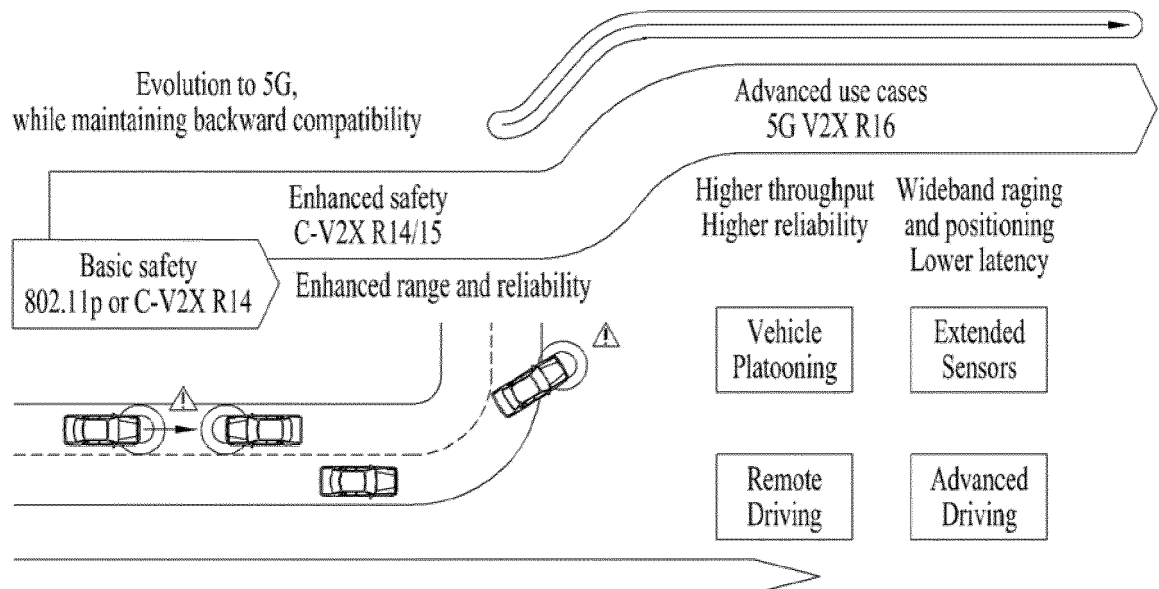 Evolution to 5G,
while maintaining backward compatibility
Advanced use cases
5G V2X R16
Enhanced safety
C-V2X R14/15
Basic safety
802.11p or C-V2X R14
Enhanced range and reliability
Higher throughput
Higher reliability
Wideband raging
and positioning
Lower latency
Vehicle
Platooning
Extended
Sensors
Remote
Driving
Advanced
Driving